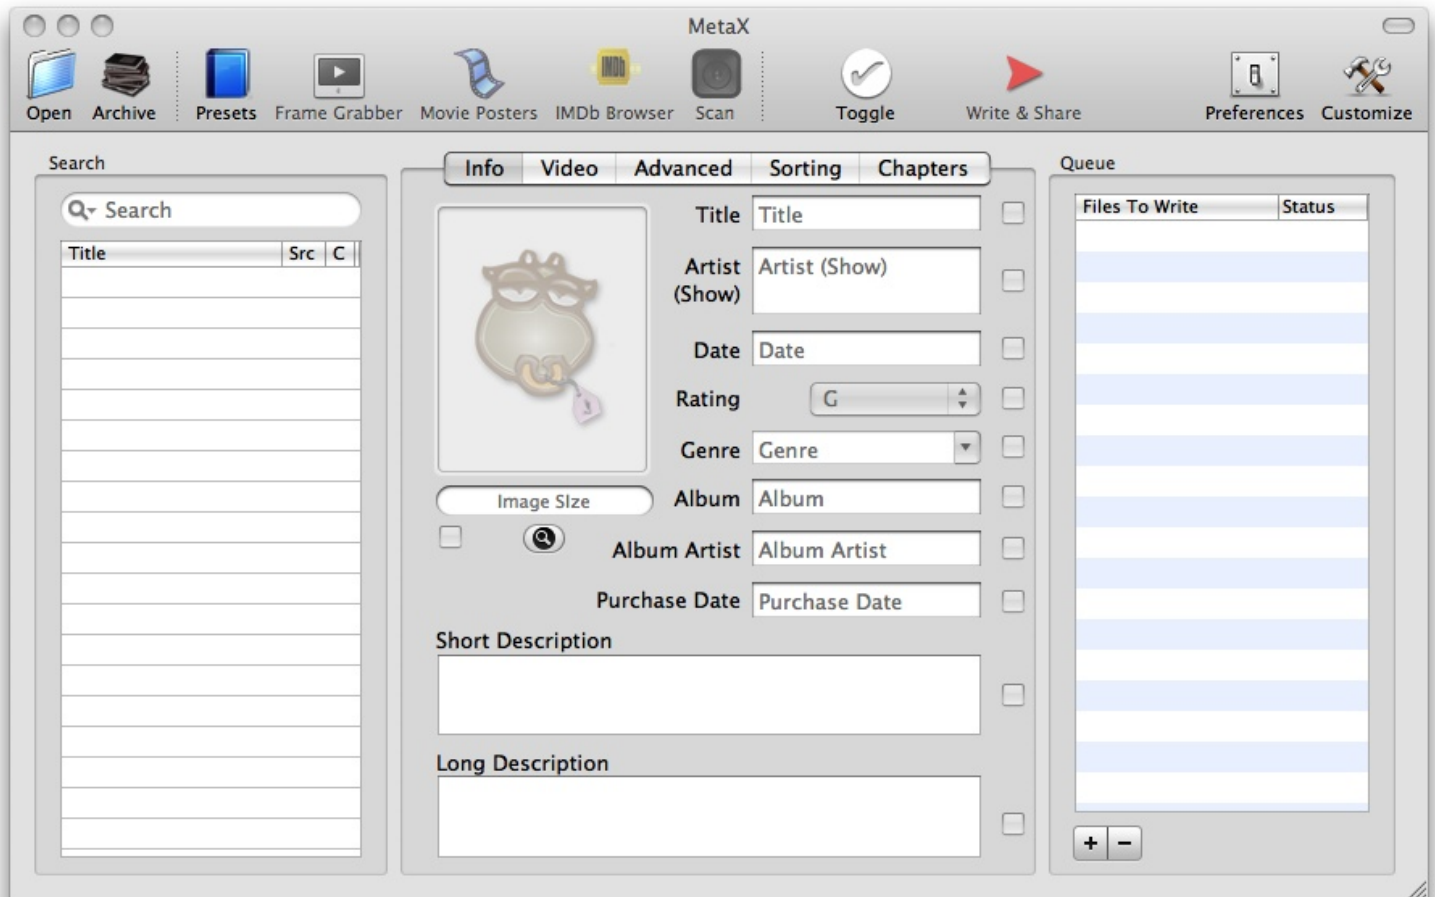 MetaX
Open Archive Presets Frame Grabber Movie Posters IMDb Browser Scan Toggle Write & Share Preferences Customize
IMDb
Search
Search
Title Src C
Info Video Advanced Sorting Chapters
Title Title
Artist (Show) Artist (Show)
Date Date
Rating G
Genre Genre
Image SIze
Album Album
Album Artist Album Artist
Purchase Date Purchase Date
Short Description
Long Description
Queue
Files To Write Status
+ −